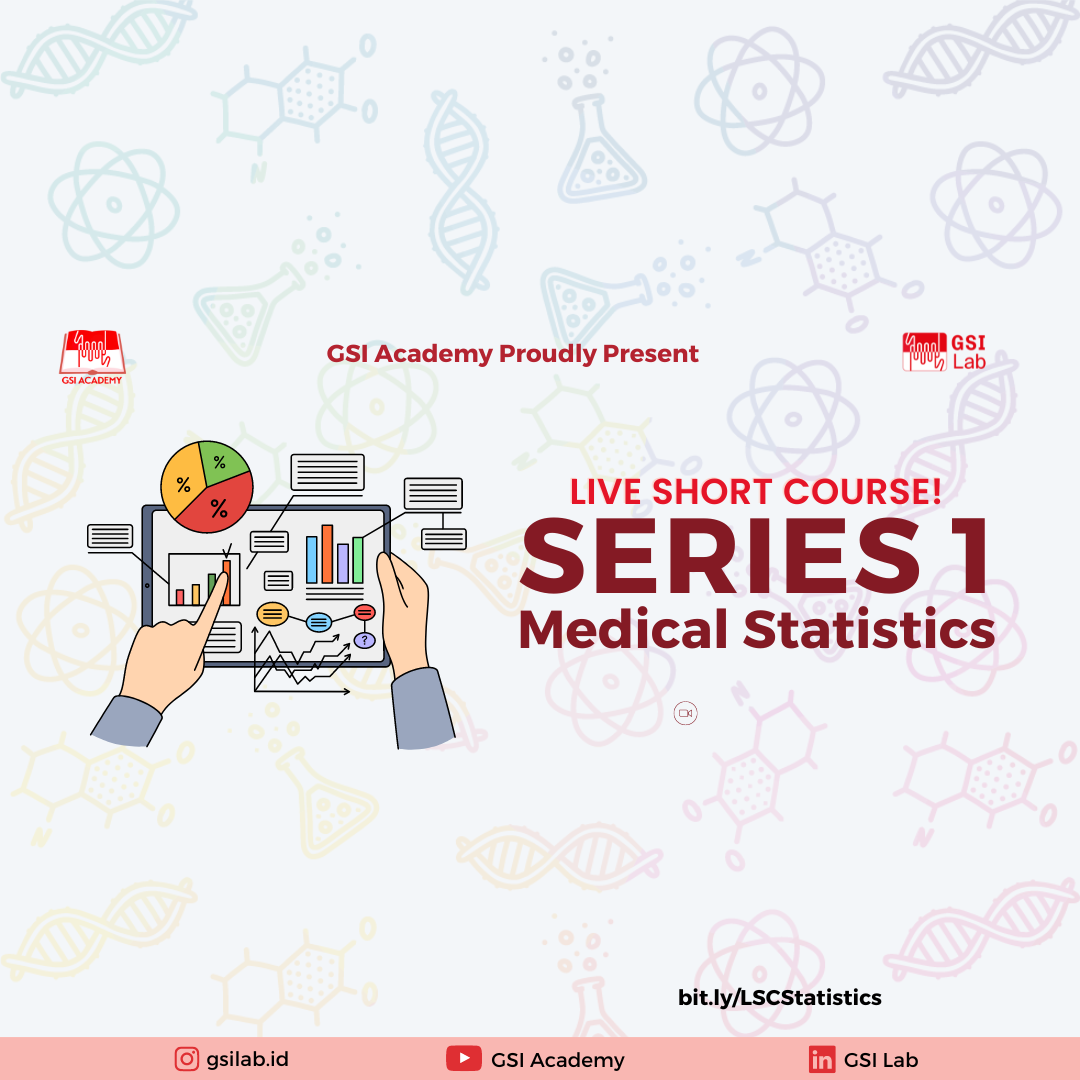 GSI ACADEMY
GSI Academy Proudly Present
GSI
Lab
LIVE SHORT COURSE!
SERIES 1
Medical Statistics
%
%
%
?
bit.ly/LSCStatistics
gsilab.id
GSI Academy
GSI Lab